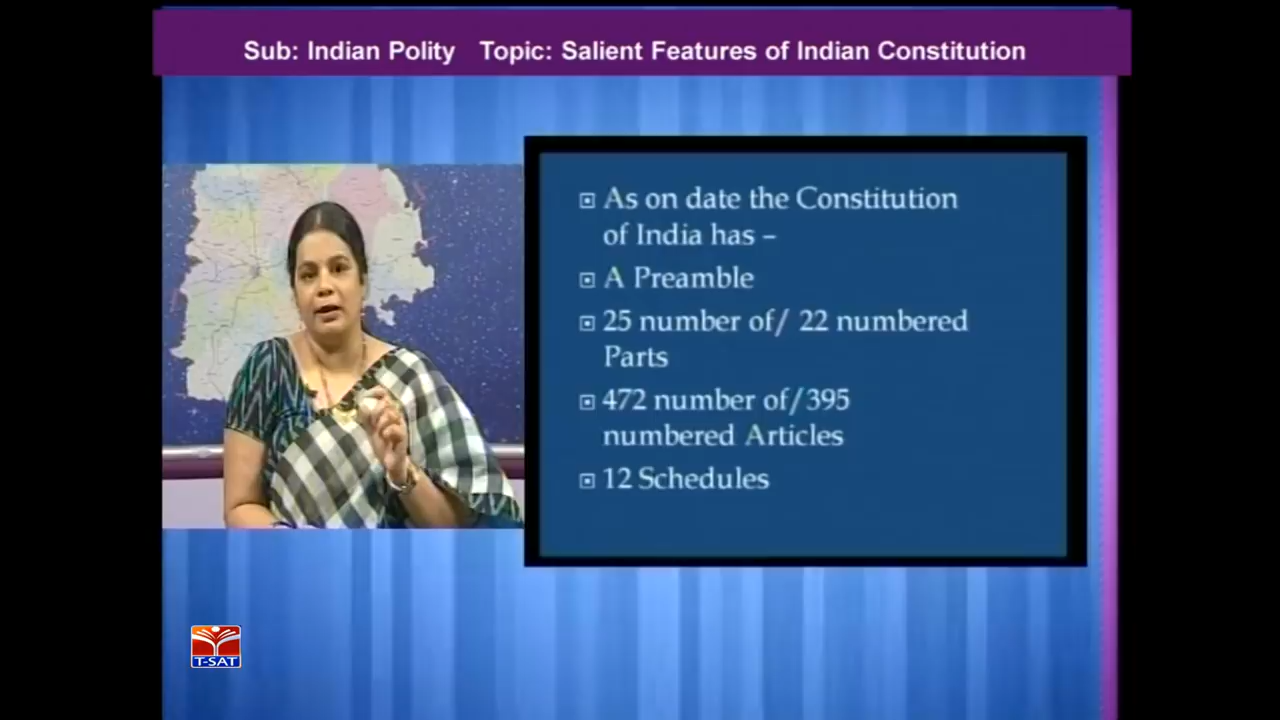 Sub: Indian Polity Topic: Salient Features of Indian Constitution
As on date the Constitution
of India has –
A Preamble
25 number of/ 22 numbered
Parts
472 number of/395
numbered Articles
12 Schedules
T-SAT